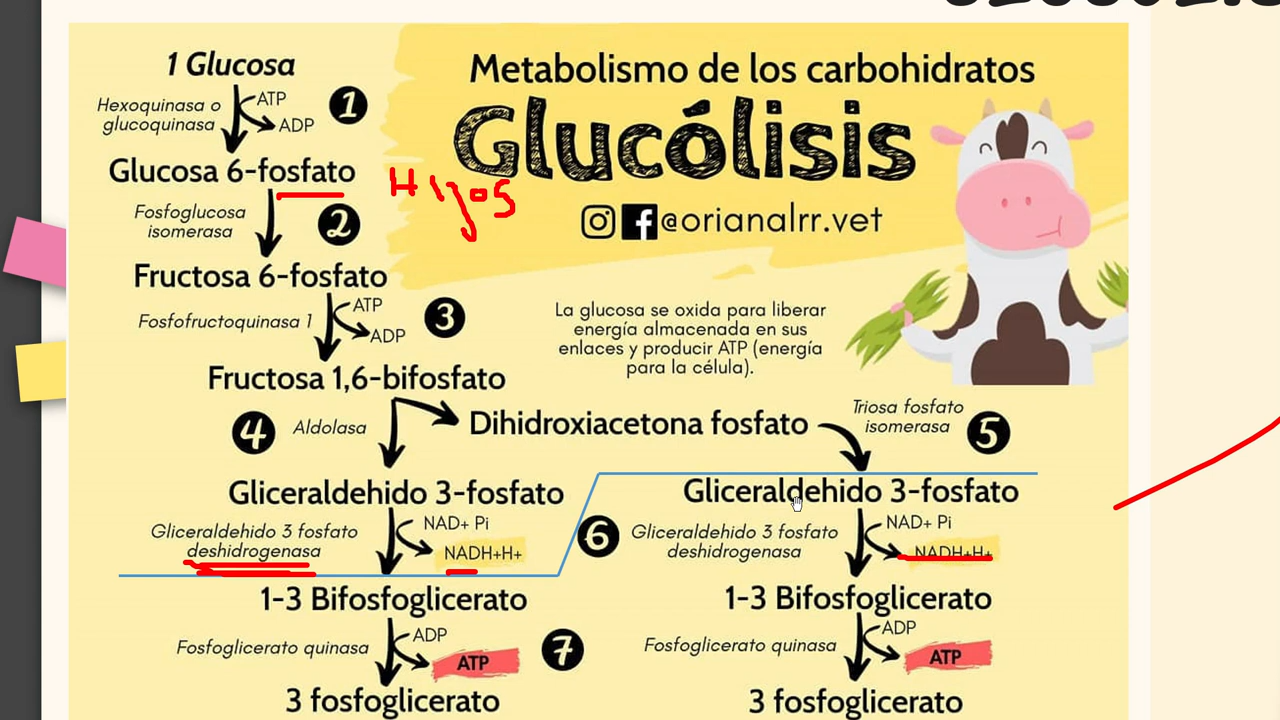 1 Glucosa
Hexoquinasa o
glucoquinasa
ATP
ADP
1
Glucosa 6-fosfato
Fosfoglucosa
isomerasa
2
Fructosa 6-fosfato
Fosfofructoquinasa 1
ATP
ADP
3
Fructosa 1,6-bifosfato
Metabolismo de los carbohidratos
Glucólisis
Hijos
@orianalrr.vet
La glucosa se oxida para liberar
energía almacenada en sus
enlaces y producir ATP (energía
para la célula).
4
Aldolasa
Dihidroxiacetona fosfato
Triosa fosfato
isomerasa
5
Gliceraldehido 3-fosfato
Gliceraldehido 3 fosfato
deshidrogenasa
NAD+ Pi
NADH+H+
6
Gliceraldehido 3-fosfato
Gliceraldehido 3 fosfato
deshidrogenasa
NAD+ Pi
NADH+H+
1-3 Bifosfoglicerato
Fosfoglicerato quinasa
ADP
ATP
7
1-3 Bifosfoglicerato
Fosfoglicerato quinasa
ADP
ATP
3 fosfoglicerato
3 fosfoglicerato